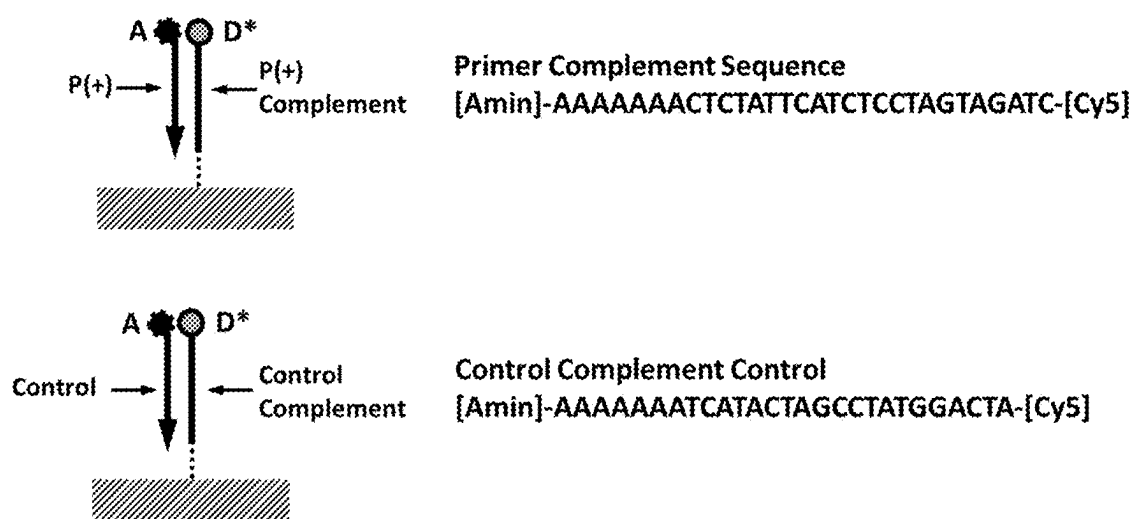 A D*
P(+)
P(+)
Complement
Primer Complement Sequence
[Amin]-AAAAAAACTCTATTCATCTCCTAGTAGATC-[Cy5]
A D*
Control
Control
Complement
Control Complement Control
[Amin]-AAAAAAATCATACTAGCCTATGGACTA-[Cy5]